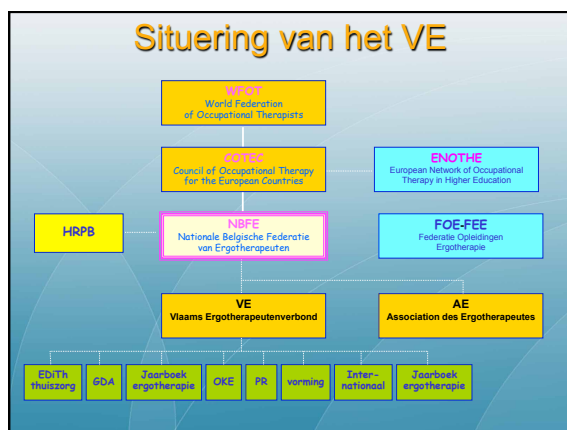 Situering van het VE
WFOT
World Federation
of Occupational Therapists
COTEC
Council of Occupational Therapy
for the European Countries
ENOTHE
European Network of Occupational
Therapy in Higher Education
HRPB
NBFE
Nationale Belgische Federatie
van Ergotherapeuten
FOE-FEE
Federatie Opleidingen
Ergotherapie
VE
Vlaams Ergotherapeutenverbond
AE
Association des Ergotherapeutes
EDiTh
thuiszorg
GDA
Jaarboek
ergotherapie
OKE
PR
vorming
Inter-
nationaal
Jaarboek
ergotherapie